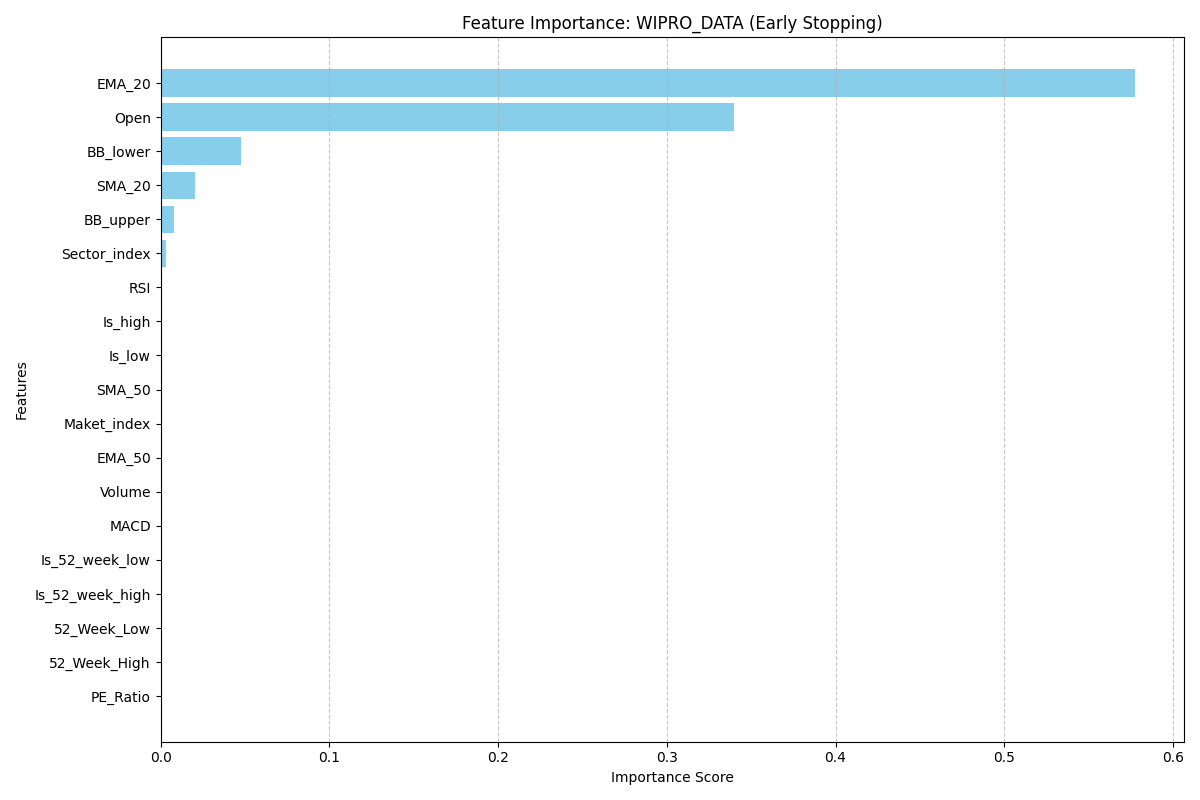 Feature Importance: WIPRO_DATA (Early Stopping)
EMA_20
Open
BB_lower
SMA_20
BB_upper
Sector_index
RSI
Is_high
Is_low
SMA_50
Maket_index
EMA_50
Volume
MACD
Is_52_week_low
Is_52_week_high
52_Week_Low
52_Week_High
PE_Ratio
Features
0.0 0.1 0.2 0.3 0.4 0.5 0.6
Importance Score